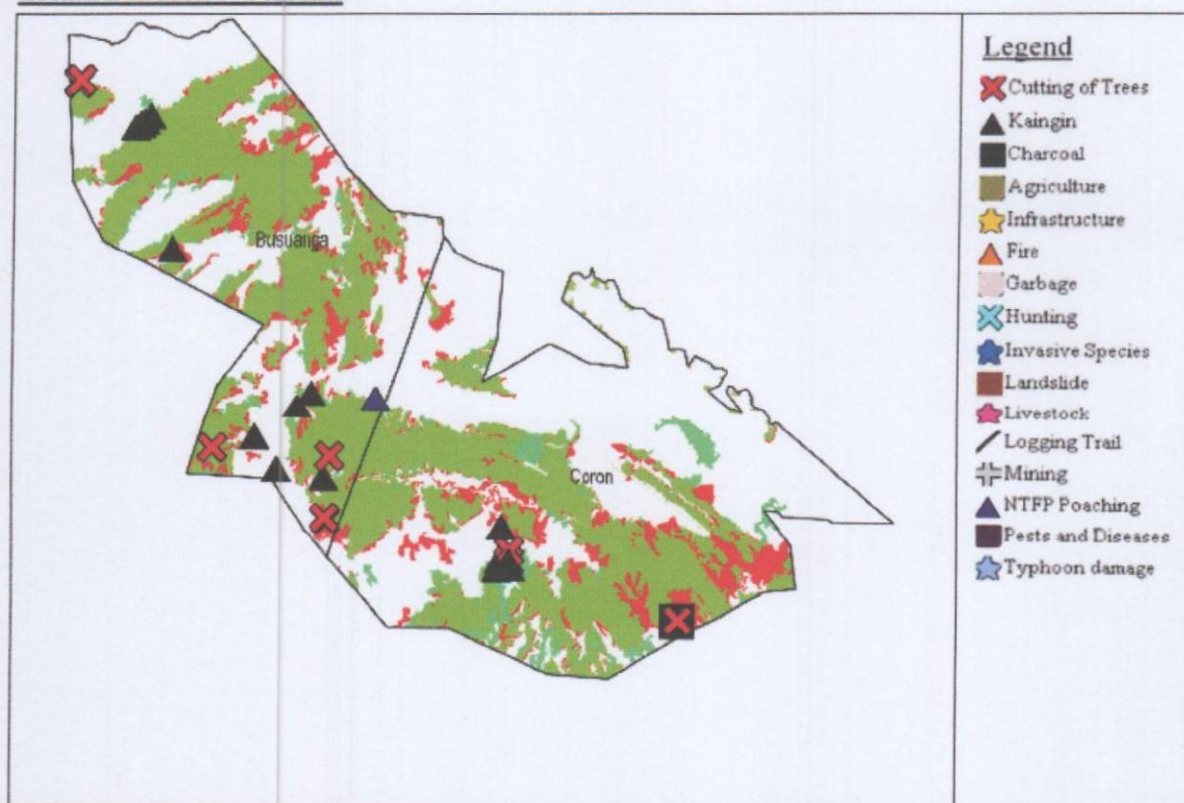 Legend
Cutting of Trees
Kaingin
Charcoal
Agriculture
Infrastructure
Fire
Garbage
Hunting
Invasive Species
Landslide
Livestock
Logging Trail
Mining
NTFP Poaching
Pests and Diseases
Typhoon damage
Busuanga
Coron